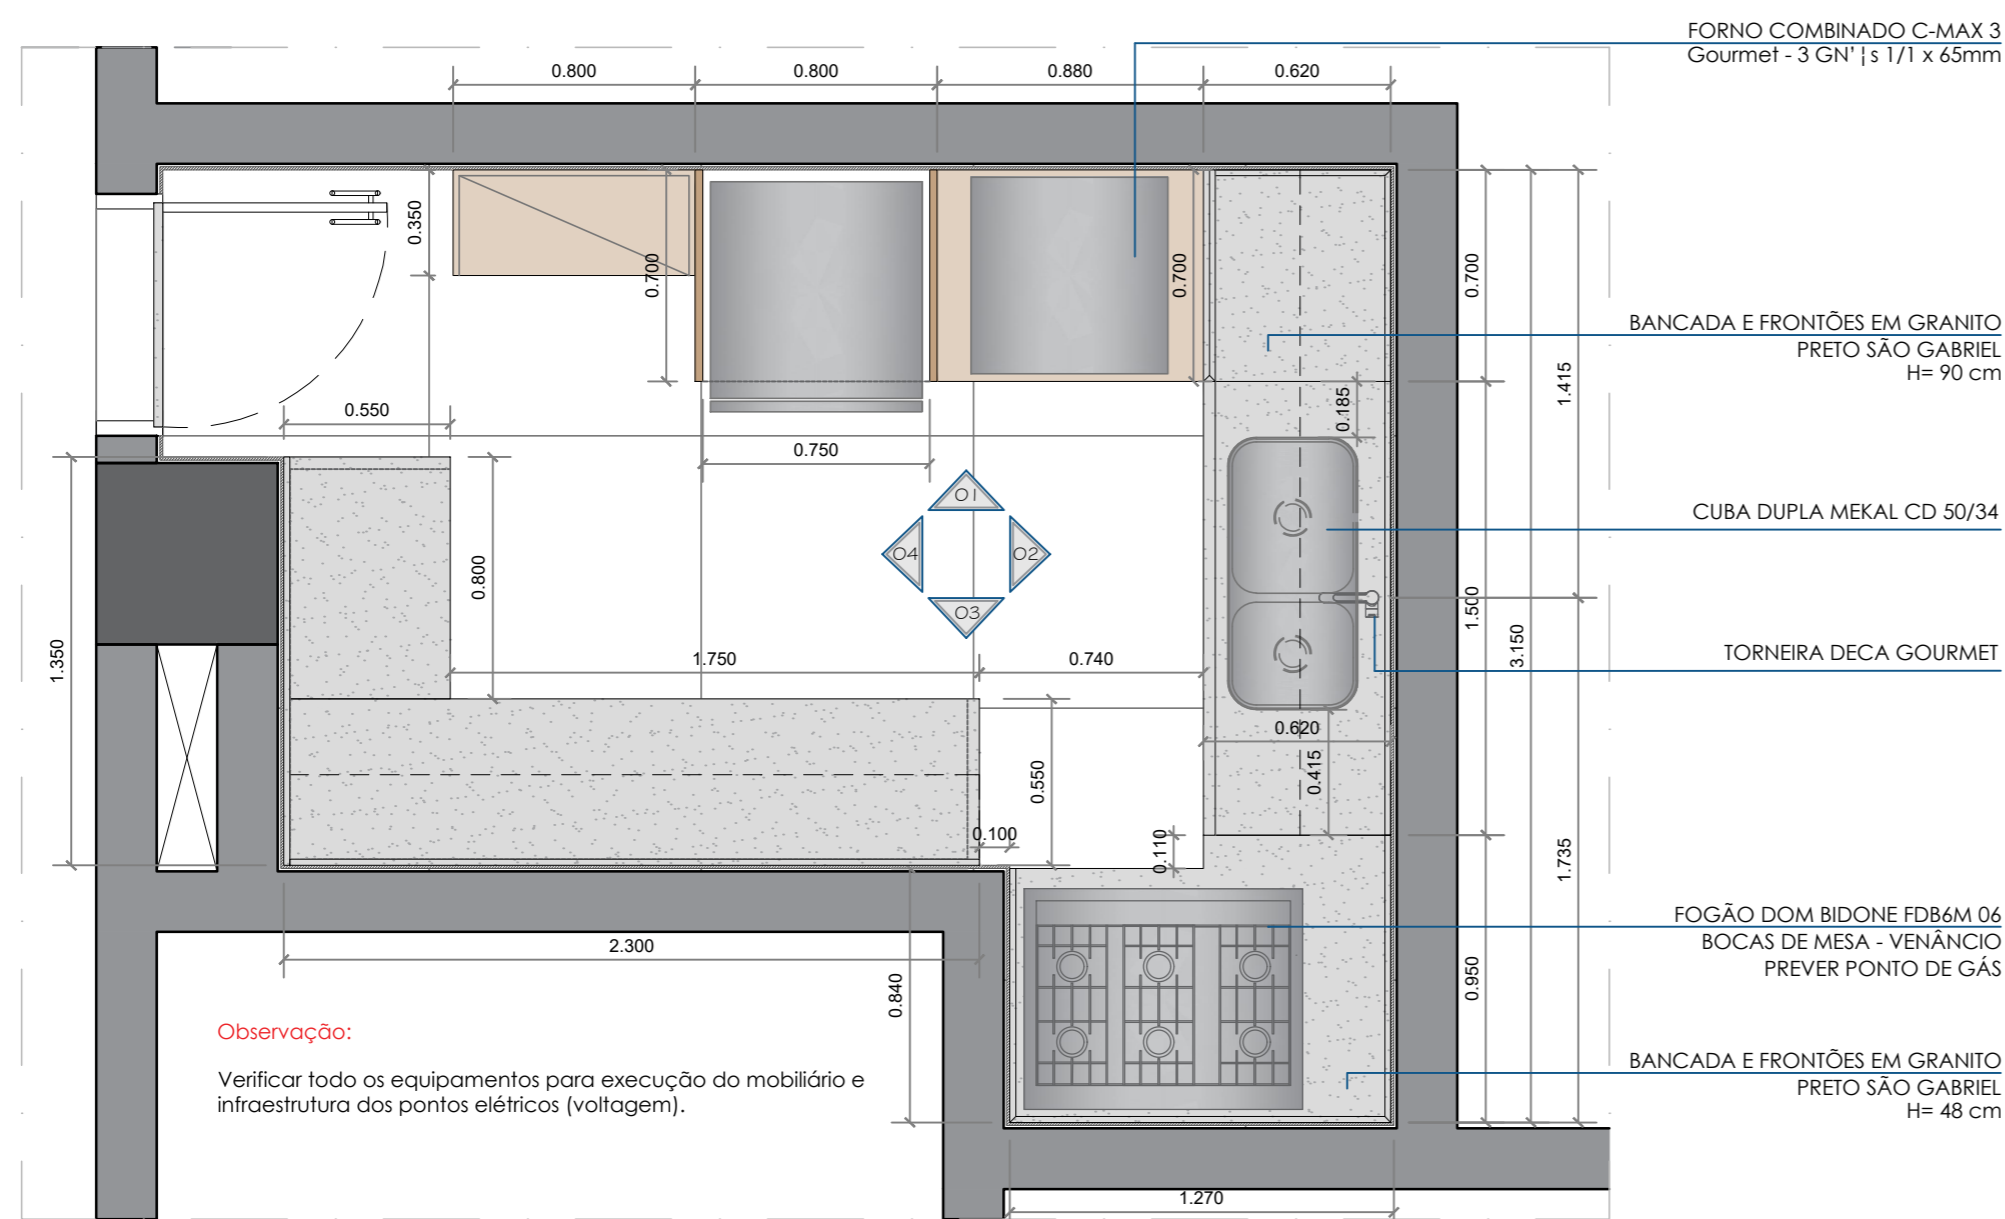 FORNO COMBINADO C-MAX 3
Gourmet - 3 GN' ¦ s 1/1 x 65mm
0.800
0.800
0.880
0.620
0.350
0.700
0.700
0.700
BANCADA E FRONTÕES EM GRANITO
PRETO SÃO GABRIEL
H= 90 cm
1.415
0.185
0.550
0.750
01
04
02
03
CUBA DUPLA MEKAL CD 50/34
0.800
1.500
1.350
3.150
TORNEIRA DECA GOURMET
1.750
0.740
0.620
0.415
0.550
0.100
0.110
1.735
FOGÃO DOM BIDONE FDB6M 06
BOCAS DE MESA - VENÂNCIO
PREVER PONTO DE GÁS
2.300
0.840
0.950
Observação:
Verificar todo os equipamentos para execução do mobiliário e
infraestrutura dos pontos elétricos (voltagem).
BANCADA E FRONTÕES EM GRANITO
PRETO SÃO GABRIEL
H= 48 cm
1.270